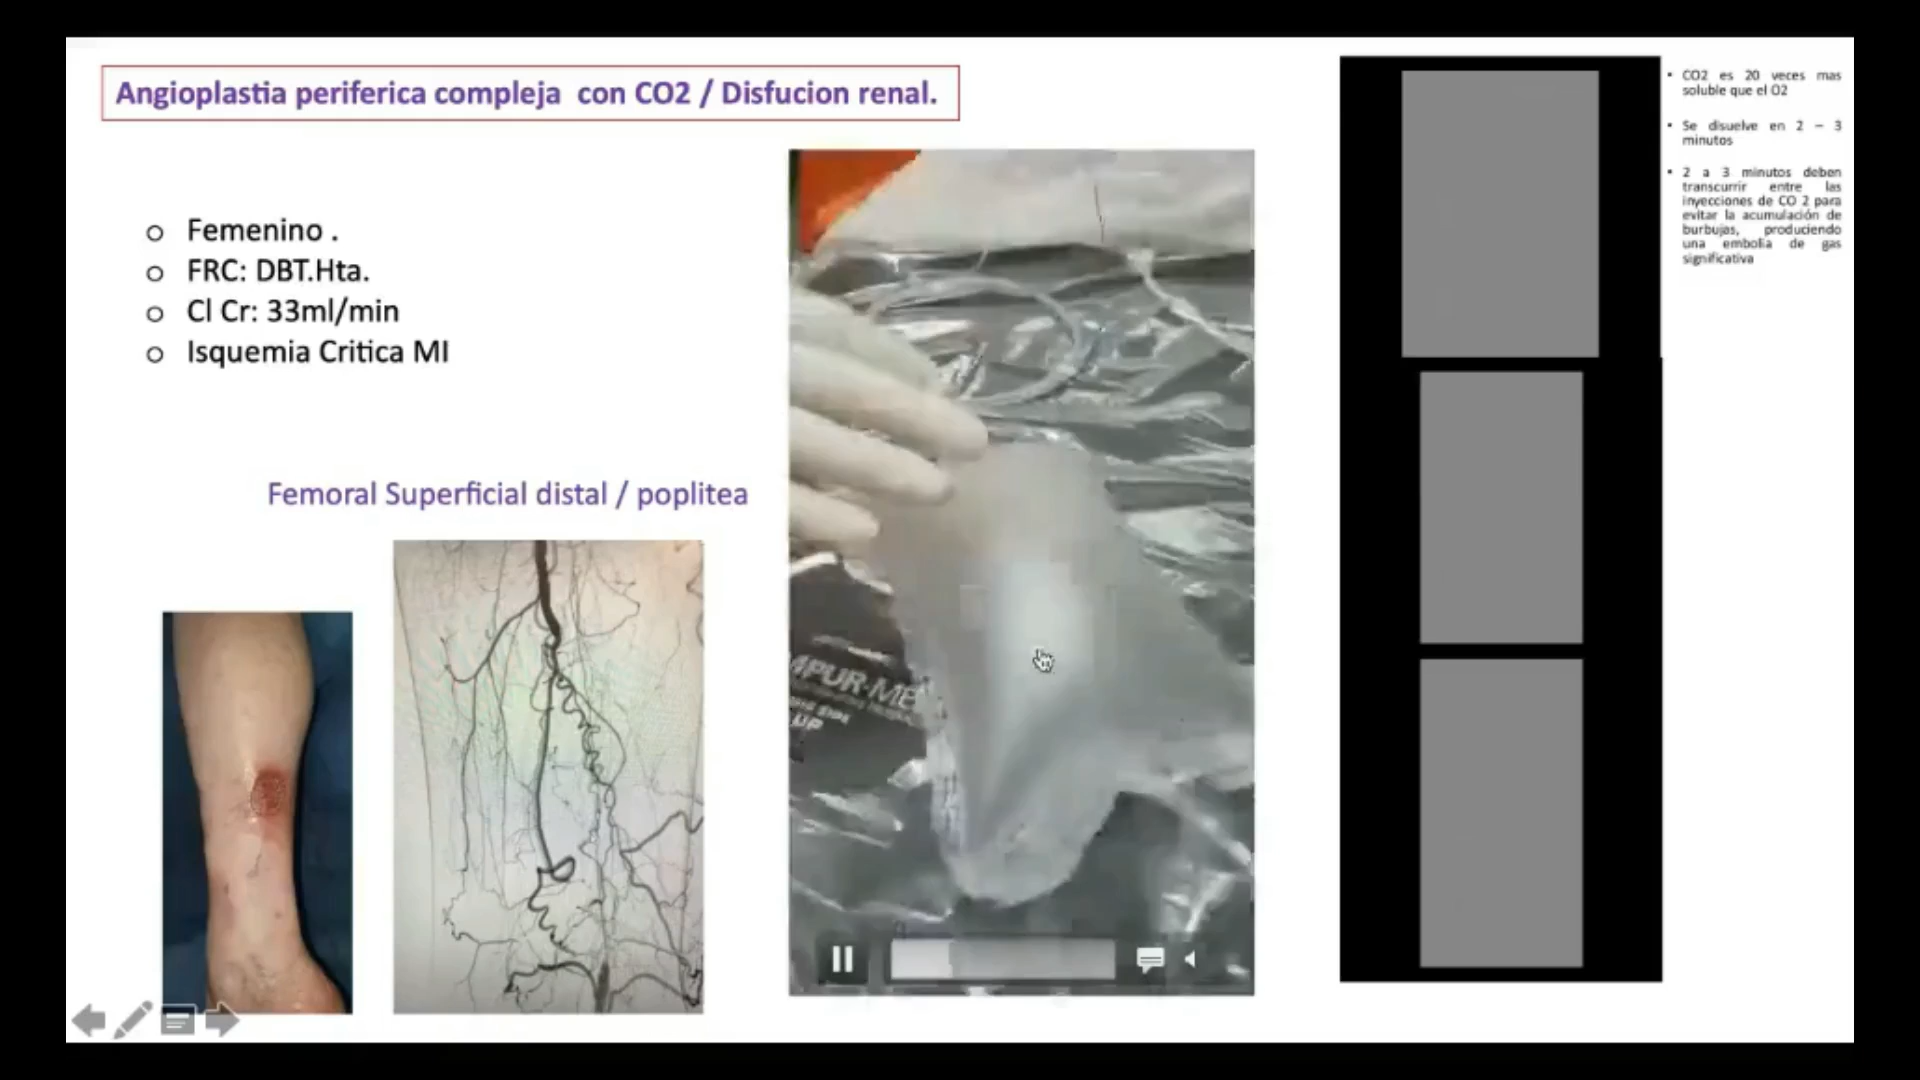 Angioplastia periferica compleja con CO2 / Disfucion renal.
o Femenino .
o FRC: DBT.Hta.
o Cl Cr: 33ml/min
o Isquemia Critica MI
Femoral Superficial distal / poplitea
UP
• CO2 es 20 veces mas
soluble que el O2
• Se disuelve en 2 – 3
minutos
• 2 a 3 minutos deben
transcurrir entre las
inyecciones de CO 2 para
evitar la acumulación de
burbujas, produciendo
una embolia de gas
significativa